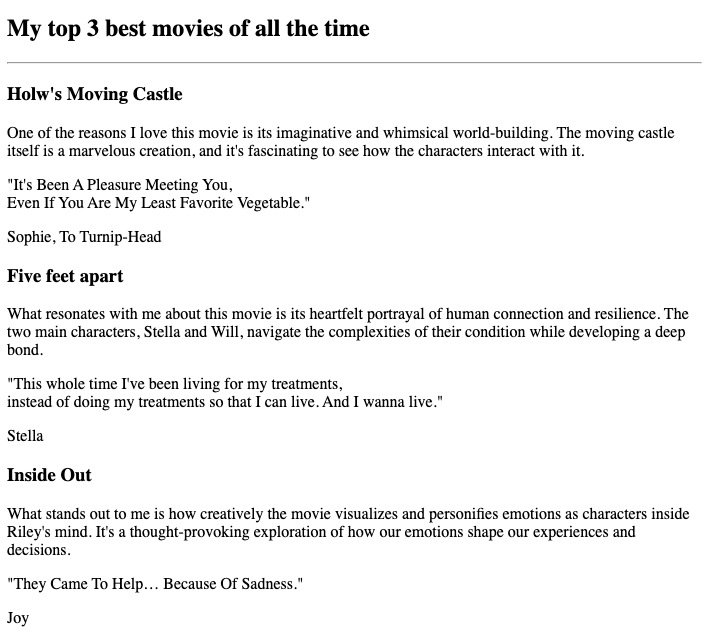 My top 3 best movies of all the time
Holw's Moving Castle
One of the reasons I love this movie is its imaginative and whimsical world-building. The moving castle
itself is a marvelous creation, and it's fascinating to see how the characters interact with it.
"It's Been A Pleasure Meeting You,
Even If You Are My Least Favorite Vegetable."
Sophie, To Turnip-Head
Five feet apart
What resonates with me about this movie is its heartfelt portrayal of human connection and resilience. The
two main characters, Stella and Will, navigate the complexities of their condition while developing a deep
bond.
"This whole time I've been living for my treatments,
instead of doing my treatments so that I can live. And I wanna live."
Stella
Inside Out
What stands out to me is how creatively the movie visualizes and personifies emotions as characters inside
Riley's mind. It's a thought-provoking exploration of how our emotions shape our experiences and
decisions.
"They Came To Help… Because Of Sadness."
Joy